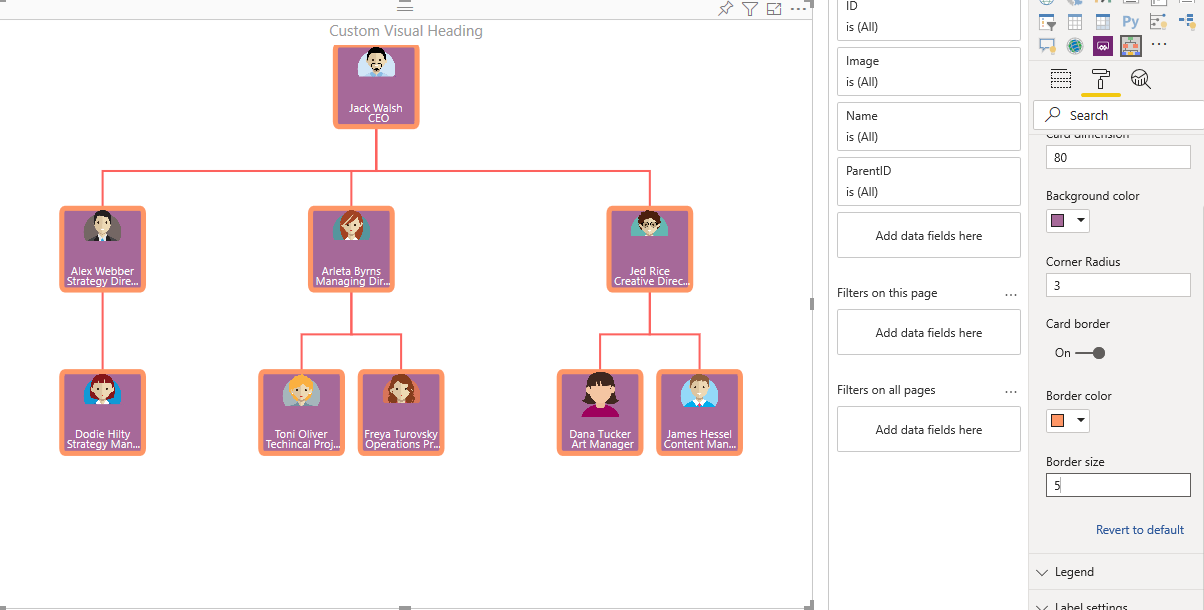 Custom Visual Heading
Jack Walsh
CEO
Alex Webber
Strategy Dire...
Arleta Byrns
Managing Dir...
Jed Rice
Creative Direc...
Dodie Hilty
Strategy Man...
Toni Oliver
Techincal Proj...
Freya Turovsky
Operations Pr...
Dana Tucker
Art Manager
James Hessel
Content Man...
ID
is (All)
Image
is (All)
Name
is (All)
ParentID
is (All)
Add data fields here
Filters on this page
Add data fields here
Filters on all pages
Add data fields here
Py
Search
Card dimension
80
Background color
Corner Radius
3
Card border
On
Border color
Border size
5
Revert to default
Legend
Label settings